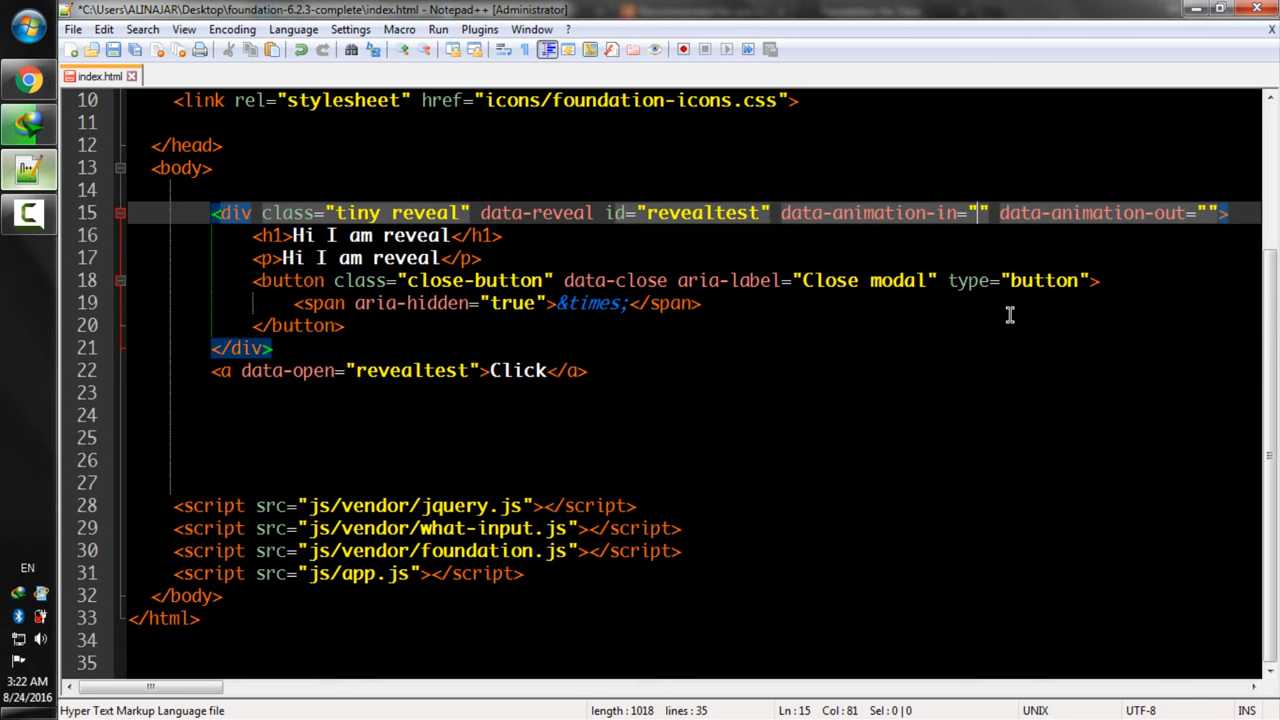 *C:\Users\ALINAJAR\Desktop\foundation-6.2.3-complete\index.html - Notepad++ [Administrator]
File Edit Search View Encoding Language Settings Macro Run Plugins Window ?
X
index.html
10 <link rel="stylesheet" href="icons/foundation-icons.css">
11
12 </head>
13 <body>
14
15 <div class="tiny reveal" data-reveal id="revealtest" data-animation-in="" data-animation-out="">
16 <h1>Hi I am reveal</h1>
17 <p>Hi I am reveal</p>
18 <button class="close-button" data-close aria-label="Close modal" type="button">
19 <span aria-hidden="true">&times;</span>
20 </button>
21 </div>
22 <a data-open="revealtest">Click</a>
23
24
25
26
27
28 <script src="js/vendor/jquery.js"></script>
29 <script src="js/vendor/what-input.js"></script>
30 <script src="js/vendor/foundation.js"></script>
31 <script src="js/app.js"></script>
32 </body>
33 </html>
34
35
EN
3:22 AM
8/24/2016
Hyper Text Markup Language file length : 1018 lines : 35 Ln : 15 Col : 81 Sel : 0 | 0 UNIX UTF-8 INS